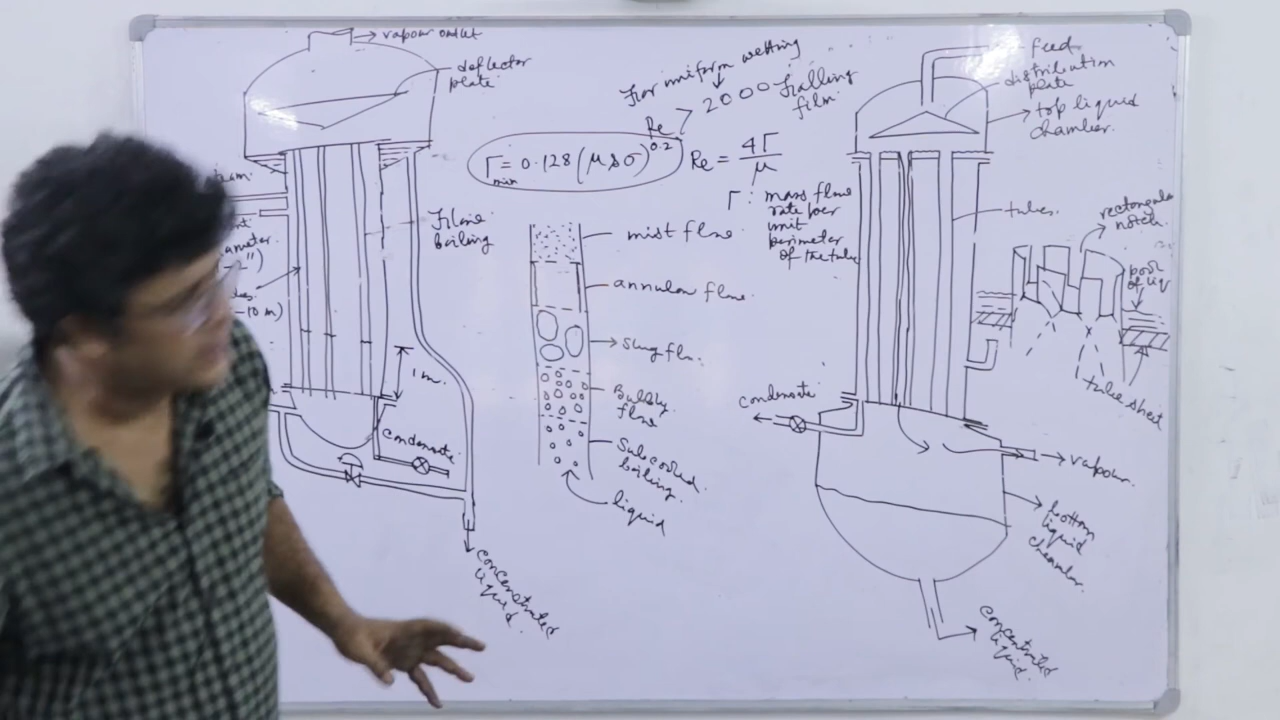 vapour outlet
deflector
plate
film
boiling
1 m.
condensate.
concentrated
liquid.
For uniform wetting
Re > 2000 Falling
film
Γmin = 0.128 (μsσ)^0.2
Re = 4Γ/μ
Γ : mass flow
rate per
unit
perimeter
of the tube
mist flow.
annular flow.
slug flow.
Bubbly
flow
Subcooled
boiling.
liquid
feed
distribution
plate
top liquid
chamber.
tubes.
rectangular
notch
pool
of liq
tube sheet
condensate
vapour.
bottom
liquid
chamber.
concentrated
liquid.